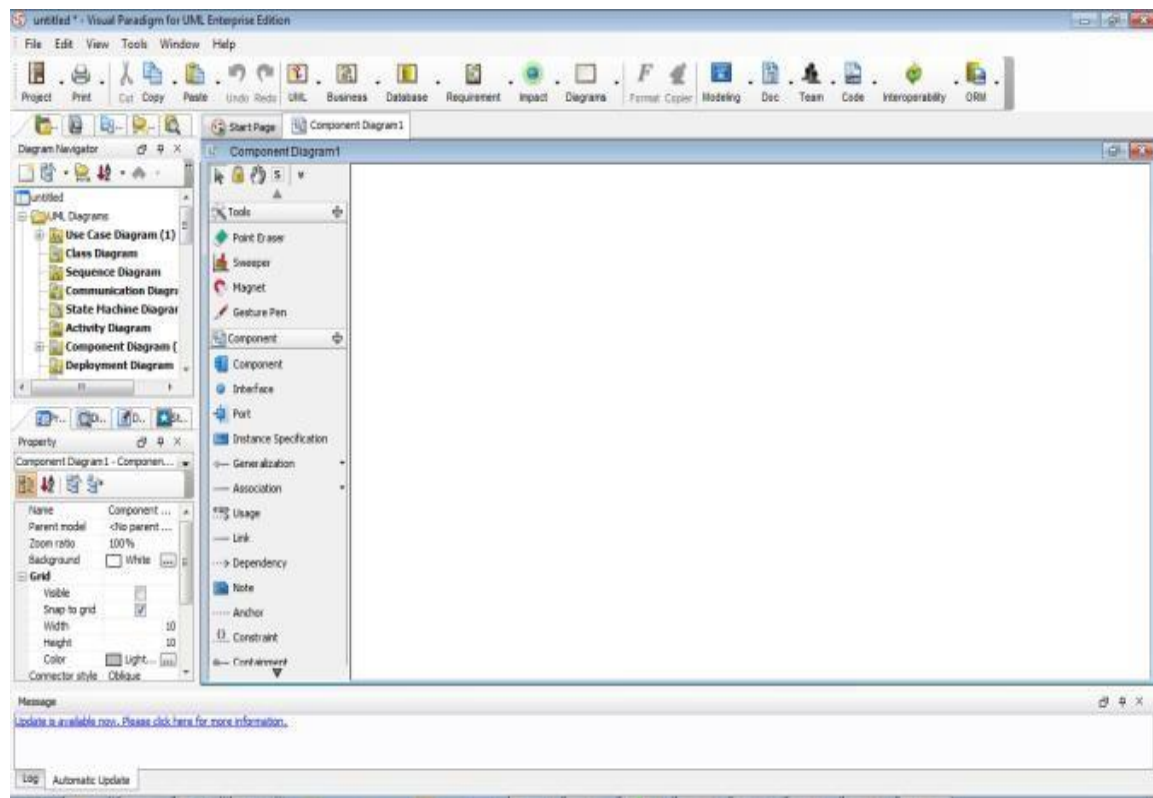 untitled * - Visual Paradigm for UML Enterprise Edition
File Edit View Tools Window Help
Project Print Cut Copy Paste Undo Redo UML Business Database Requirement Impact Diagrams Format Copier Modeling Doc Team Code Interoperability ORM
Start Page Component Diagram1
Diagram Navigator
Component Diagram1
untitled
UML Diagrams
Use Case Diagram (1)
Class Diagram
Sequence Diagram
Communication Diagr
State Machine Diagrar
Activity Diagram
Component Diagram (
Deployment Diagram
S
Tools
Point Eraser
Sweeper
Magnet
Gesture Pen
Component
Component
Interface
Port
Instance Specification
Generalization
Association
Usage
Link
Dependency
Note
Anchor
Constraint
Containment
Pr... D... D... St...
Property
Component Diagram1 - Componen...
Name Component ...
Parent model <No parent ...
Zoom ratio 100%
Background White ...
Grid
Visible
Snap to grid
Width 10
Height 10
Color Light... ...
Connector style Oblique
Message
Update is available now. Please click here for more information.
Log Automatic Update